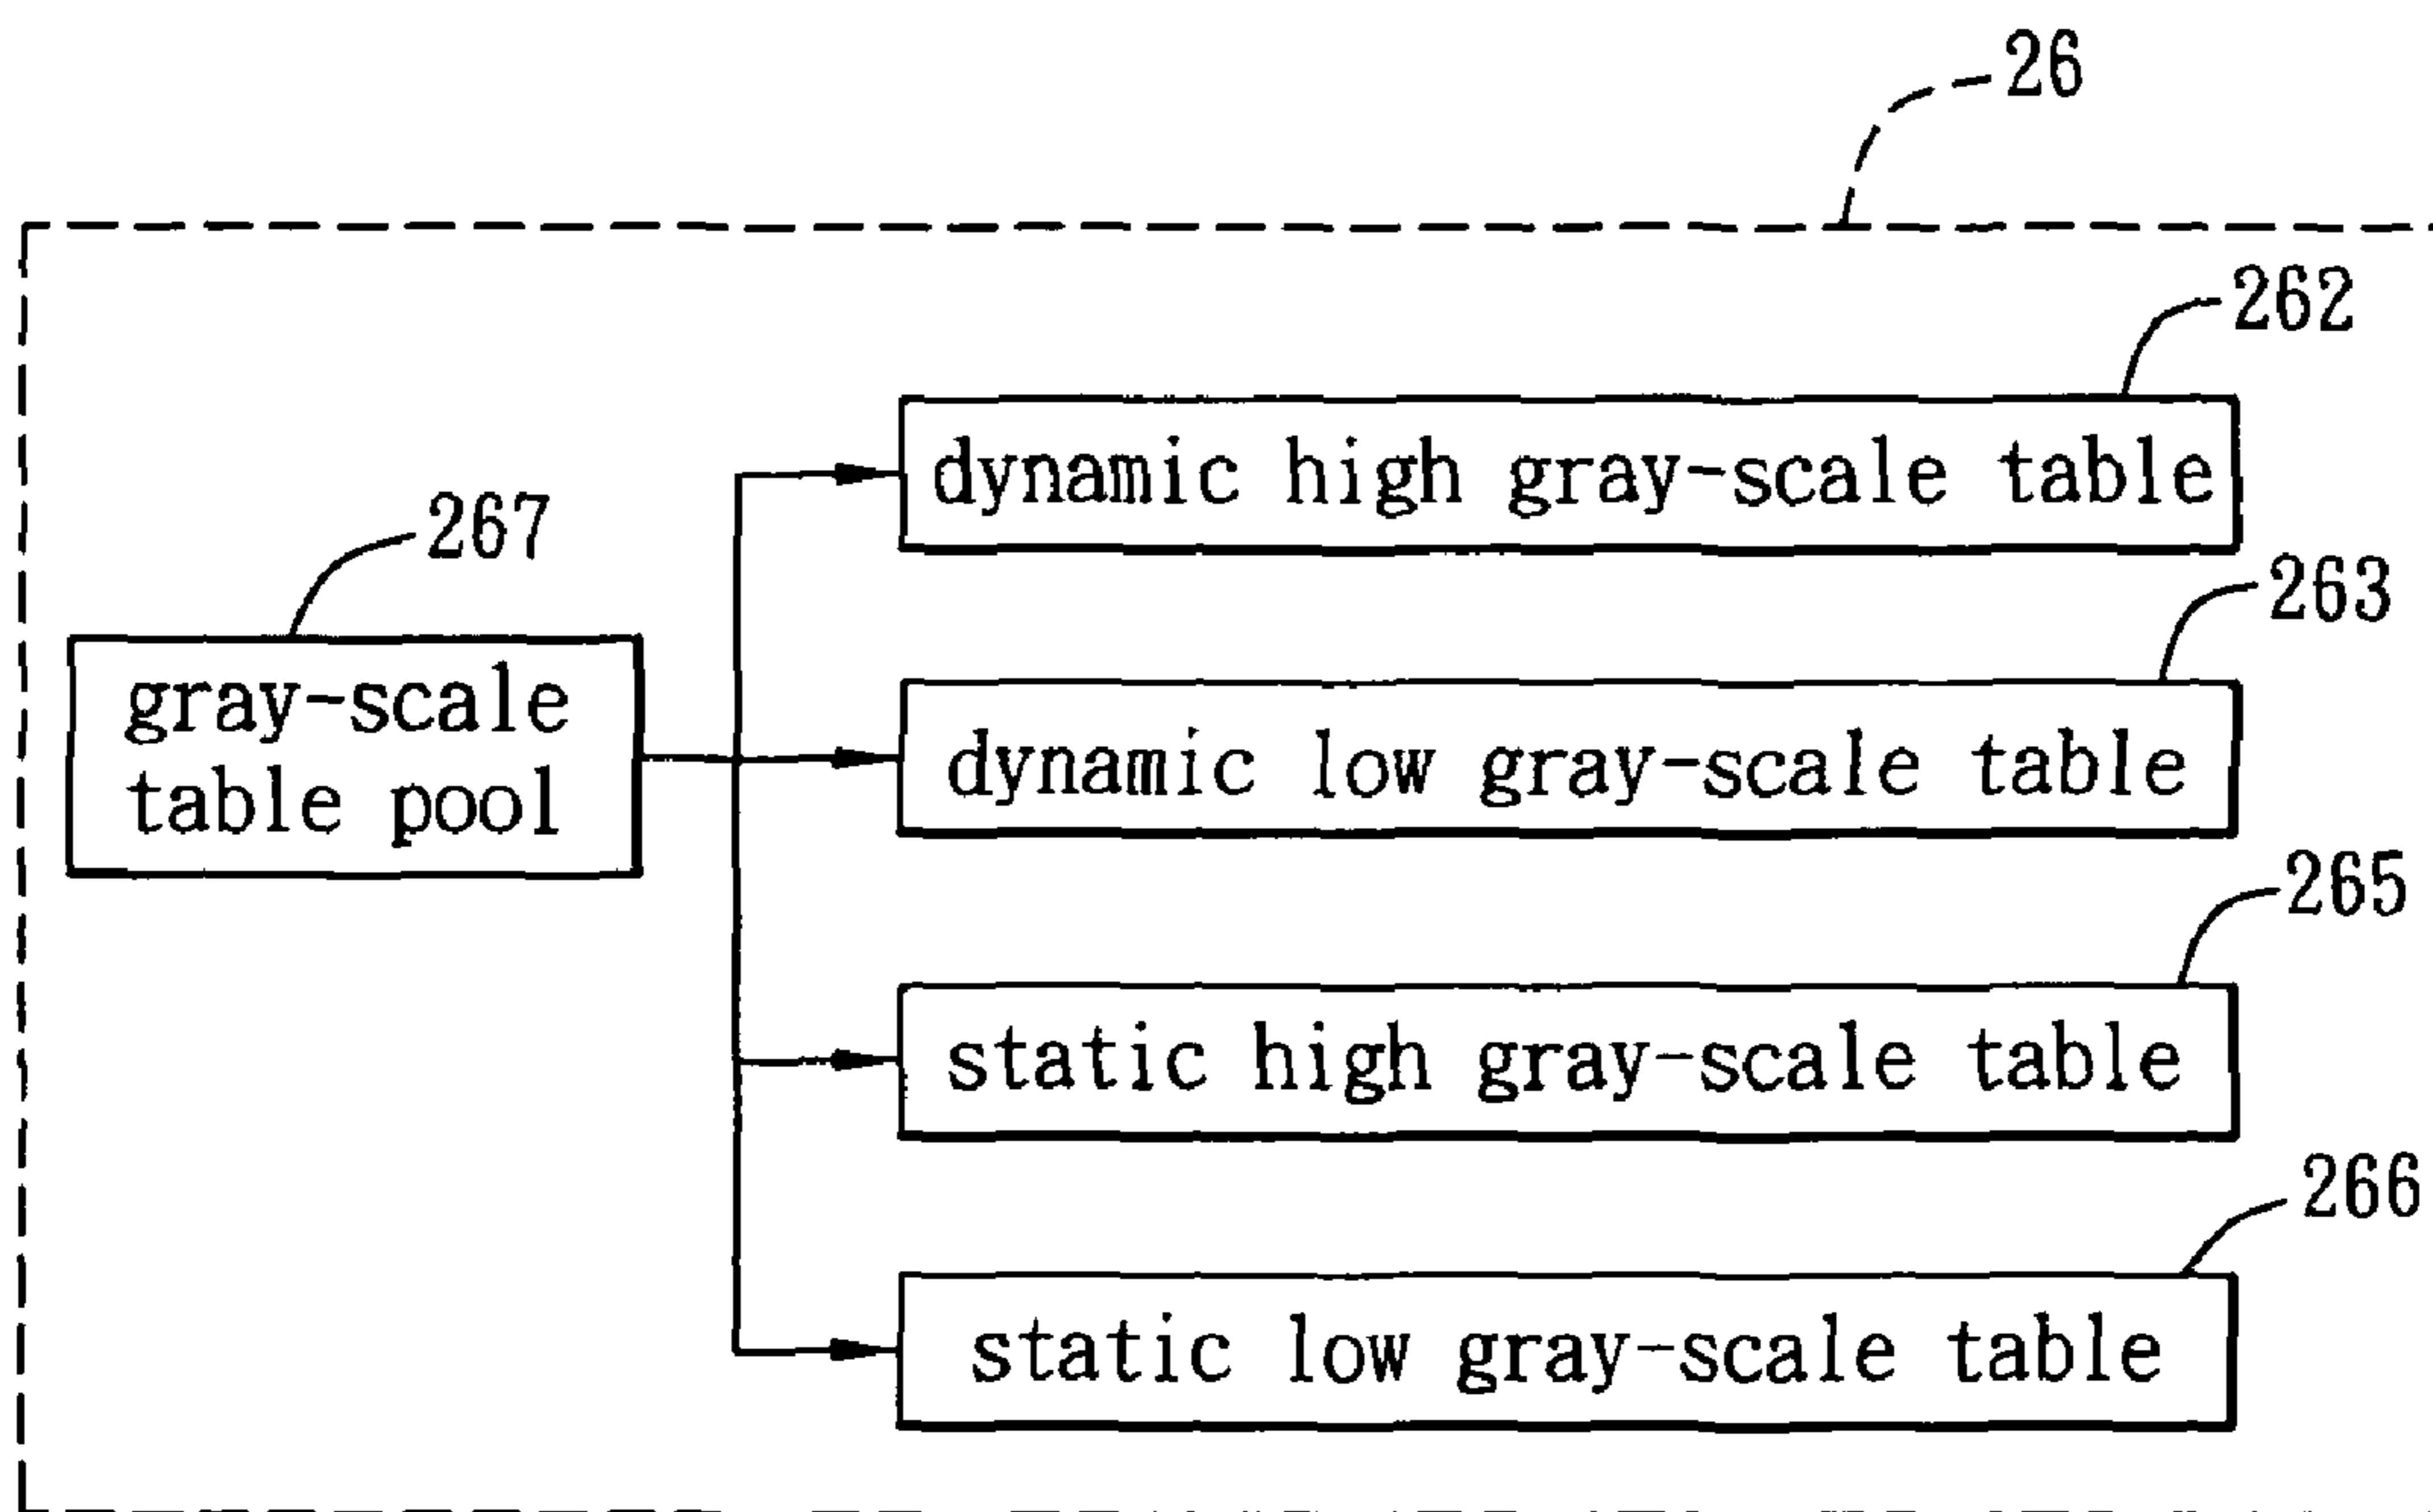 26
262
dynamic high gray-scale table
267
263
gray-scale
table pool
dynamic low gray-scale table
265
static high gray-scale table
266
static low gray-scale table